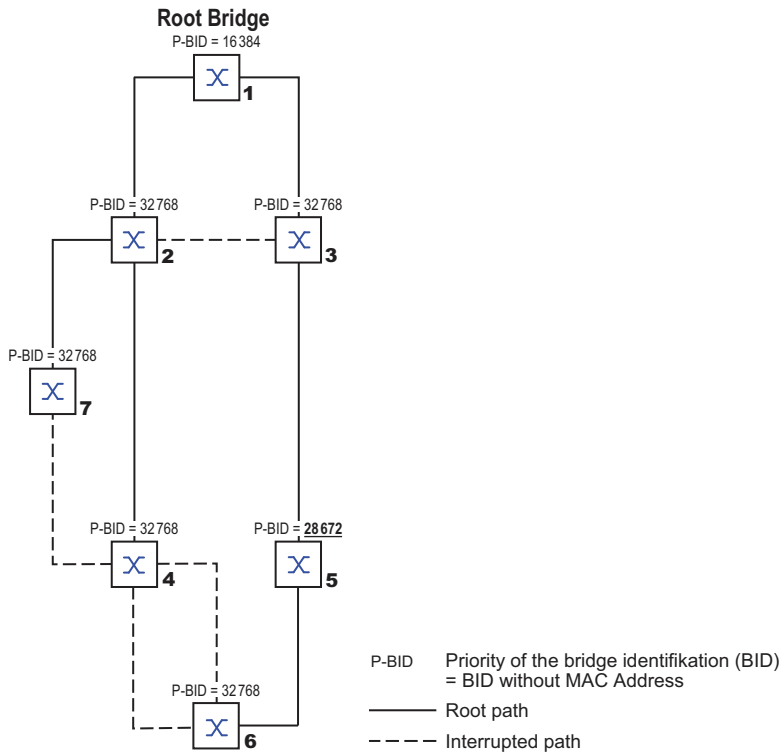 Root Bridge
P-BID = 16384
1
P-BID = 32768
P-BID = 32768
2
3
P-BID = 32768
7
P-BID = 32768
P-BID = 28672
4
5
P-BID = 32768
6
P-BID Priority of the bridge identifikation (BID)
= BID without MAC Address
Root path
Interrupted path